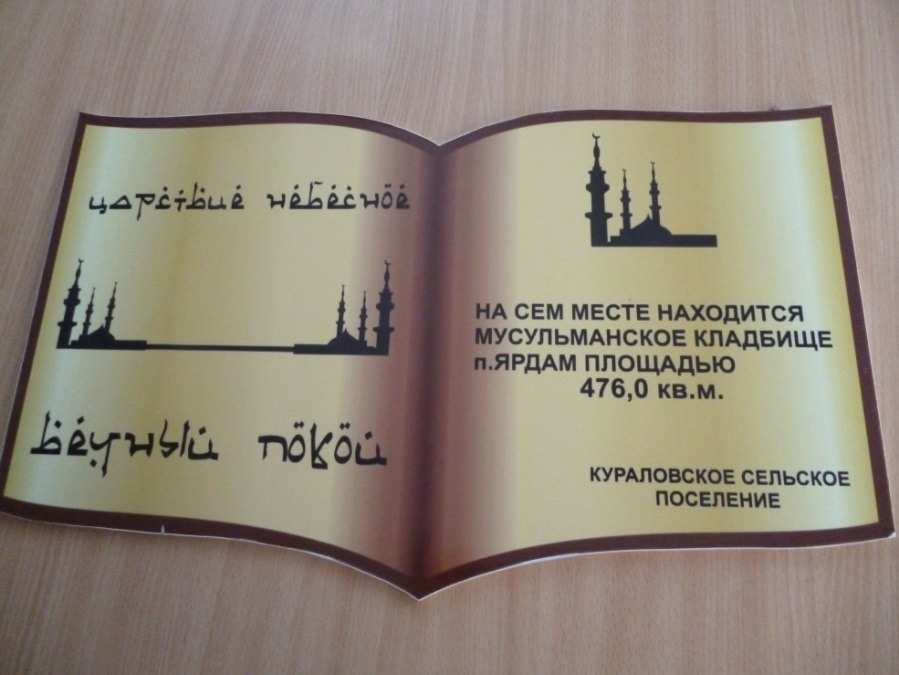 царствие небесное
вечный покой
НА СЕМ МЕСТЕ НАХОДИТСЯ
МУСУЛЬМАНСКОЕ КЛАДБИЩЕ
п.ЯРДАМ ПЛОЩАДЬЮ
476,0 кв.м.
КУРАЛОВСКОЕ СЕЛЬСКОЕ
ПОСЕЛЕНИЕ